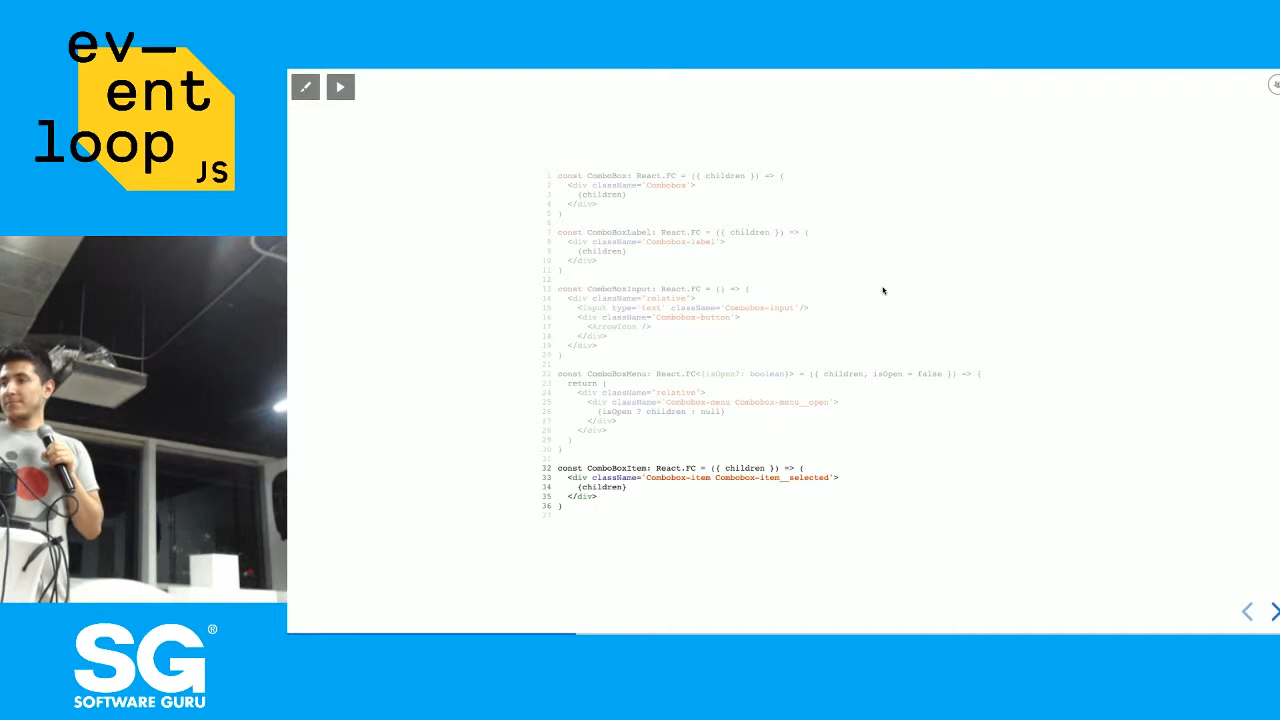 ev—
ent
loop
JS
1 const ComboBox: React.FC = ({ children }) => (
2 <div className='Combobox'>
3 {children}
4 </div>
5 )
6
7 const ComboBoxLabel: React.FC = ({ children }) => (
8 <div className='Combobox-label'>
9 {children}
10 </div>
11 )
12
13 const ComboBoxInput: React.FC = () => (
14 <div className="relative">
15 <input type='text' className='Combobox-input'/>
16 <div className='Combobox-button'>
17 <ArrowIcon />
18 </div>
19 </div>
20 )
21
22 const ComboBoxMenu: React.FC<{isOpen?: boolean}> = ({ children, isOpen = false }) => {
23 return (
24 <div className="relative">
25 <div className='Combobox-menu Combobox-menu__open'>
26 {isOpen ? children : null}
27 </div>
28 </div>
29 )
30 }
31
32 const ComboBoxItem: React.FC = ({ children }) => (
33 <div className='Combobox-item Combobox-item__selected'>
34 {children}
35 </div>
36 )
37
SG®
SOFTWARE GURU